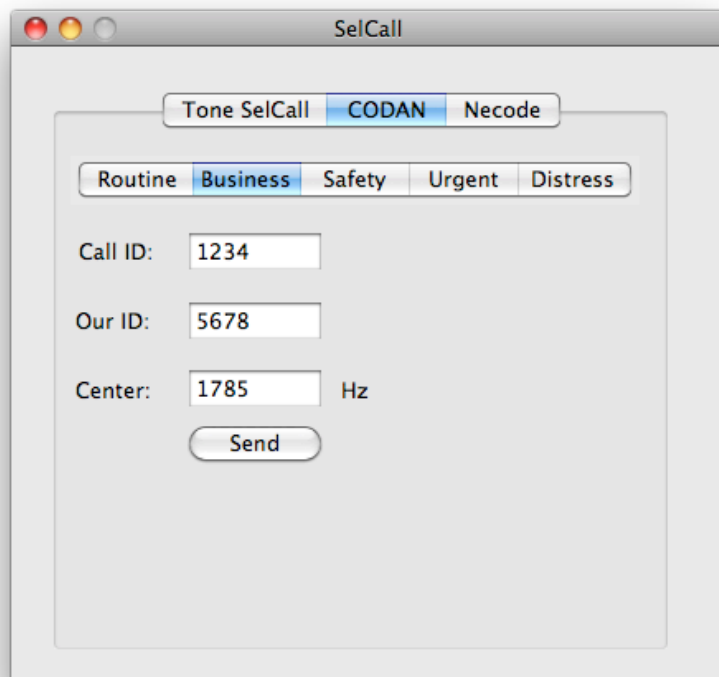 SelCall
Tone SelCall CODAN Necode
Routine Business Safety Urgent Distress
Call ID: 1234
Our ID: 5678
Center: 1785 Hz
Send